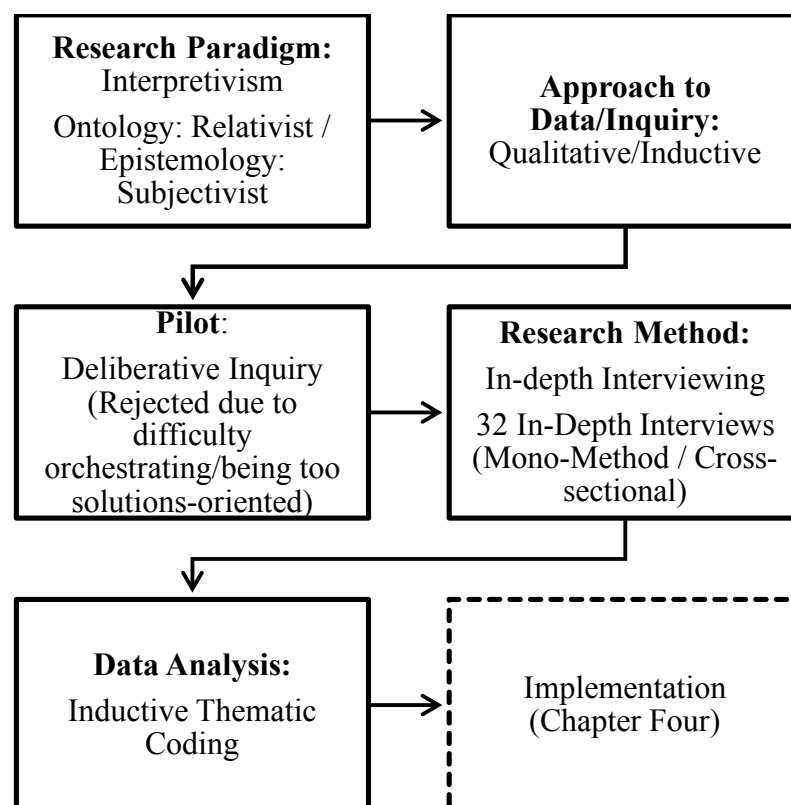 Research Paradigm:
Interpretivism
Ontology: Relativist /
Epistemology:
Subjectivist
Approach to
Data/Inquiry:
Qualitative/Inductive
Pilot:
Deliberative Inquiry
(Rejected due to
difficulty
orchestrating/being too
solutions-oriented)
Research Method:
In-depth Interviewing
32 In-Depth Interviews
(Mono-Method / Cross-
sectional)
Data Analysis:
Inductive Thematic
Coding
Implementation
(Chapter Four)